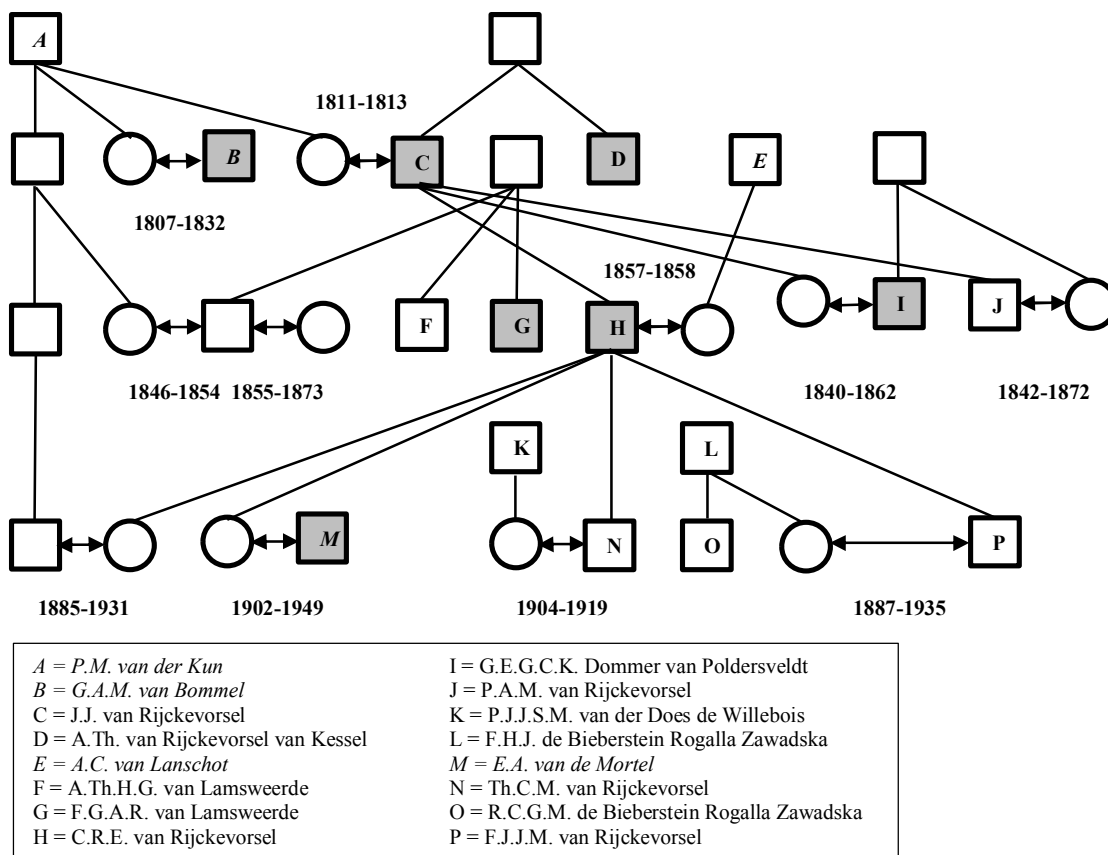 A
1811-1813
B
C
D
E
1807-1832
1857-1858
F
G
H
I
J
1846-1854 1855-1873
1840-1862
1842-1872
K
L
M
N
O
P
1885-1931
1902-1949
1904-1919
1887-1935
A = P.M. van der Kun
B = G.A.M. van Bommel
C = J.J. van Rijckevorsel
D = A.Th. van Rijckevorsel van Kessel
E = A.C. van Lanschot
F = A.Th.H.G. van Lamsweerde
G = F.G.A.R. van Lamsweerde
H = C.R.E. van Rijckevorsel
I = G.E.G.C.K. Dommer van Poldersveldt
J = P.A.M. van Rijckevorsel
K = P.J.J.S.M. van der Does de Willebois
L = F.H.J. de Bieberstein Rogalla Zawadska
M = E.A. van de Mortel
N = Th.C.M. van Rijckevorsel
O = R.C.G.M. de Bieberstein Rogalla Zawadska
P = F.J.J.M. van Rijckevorsel